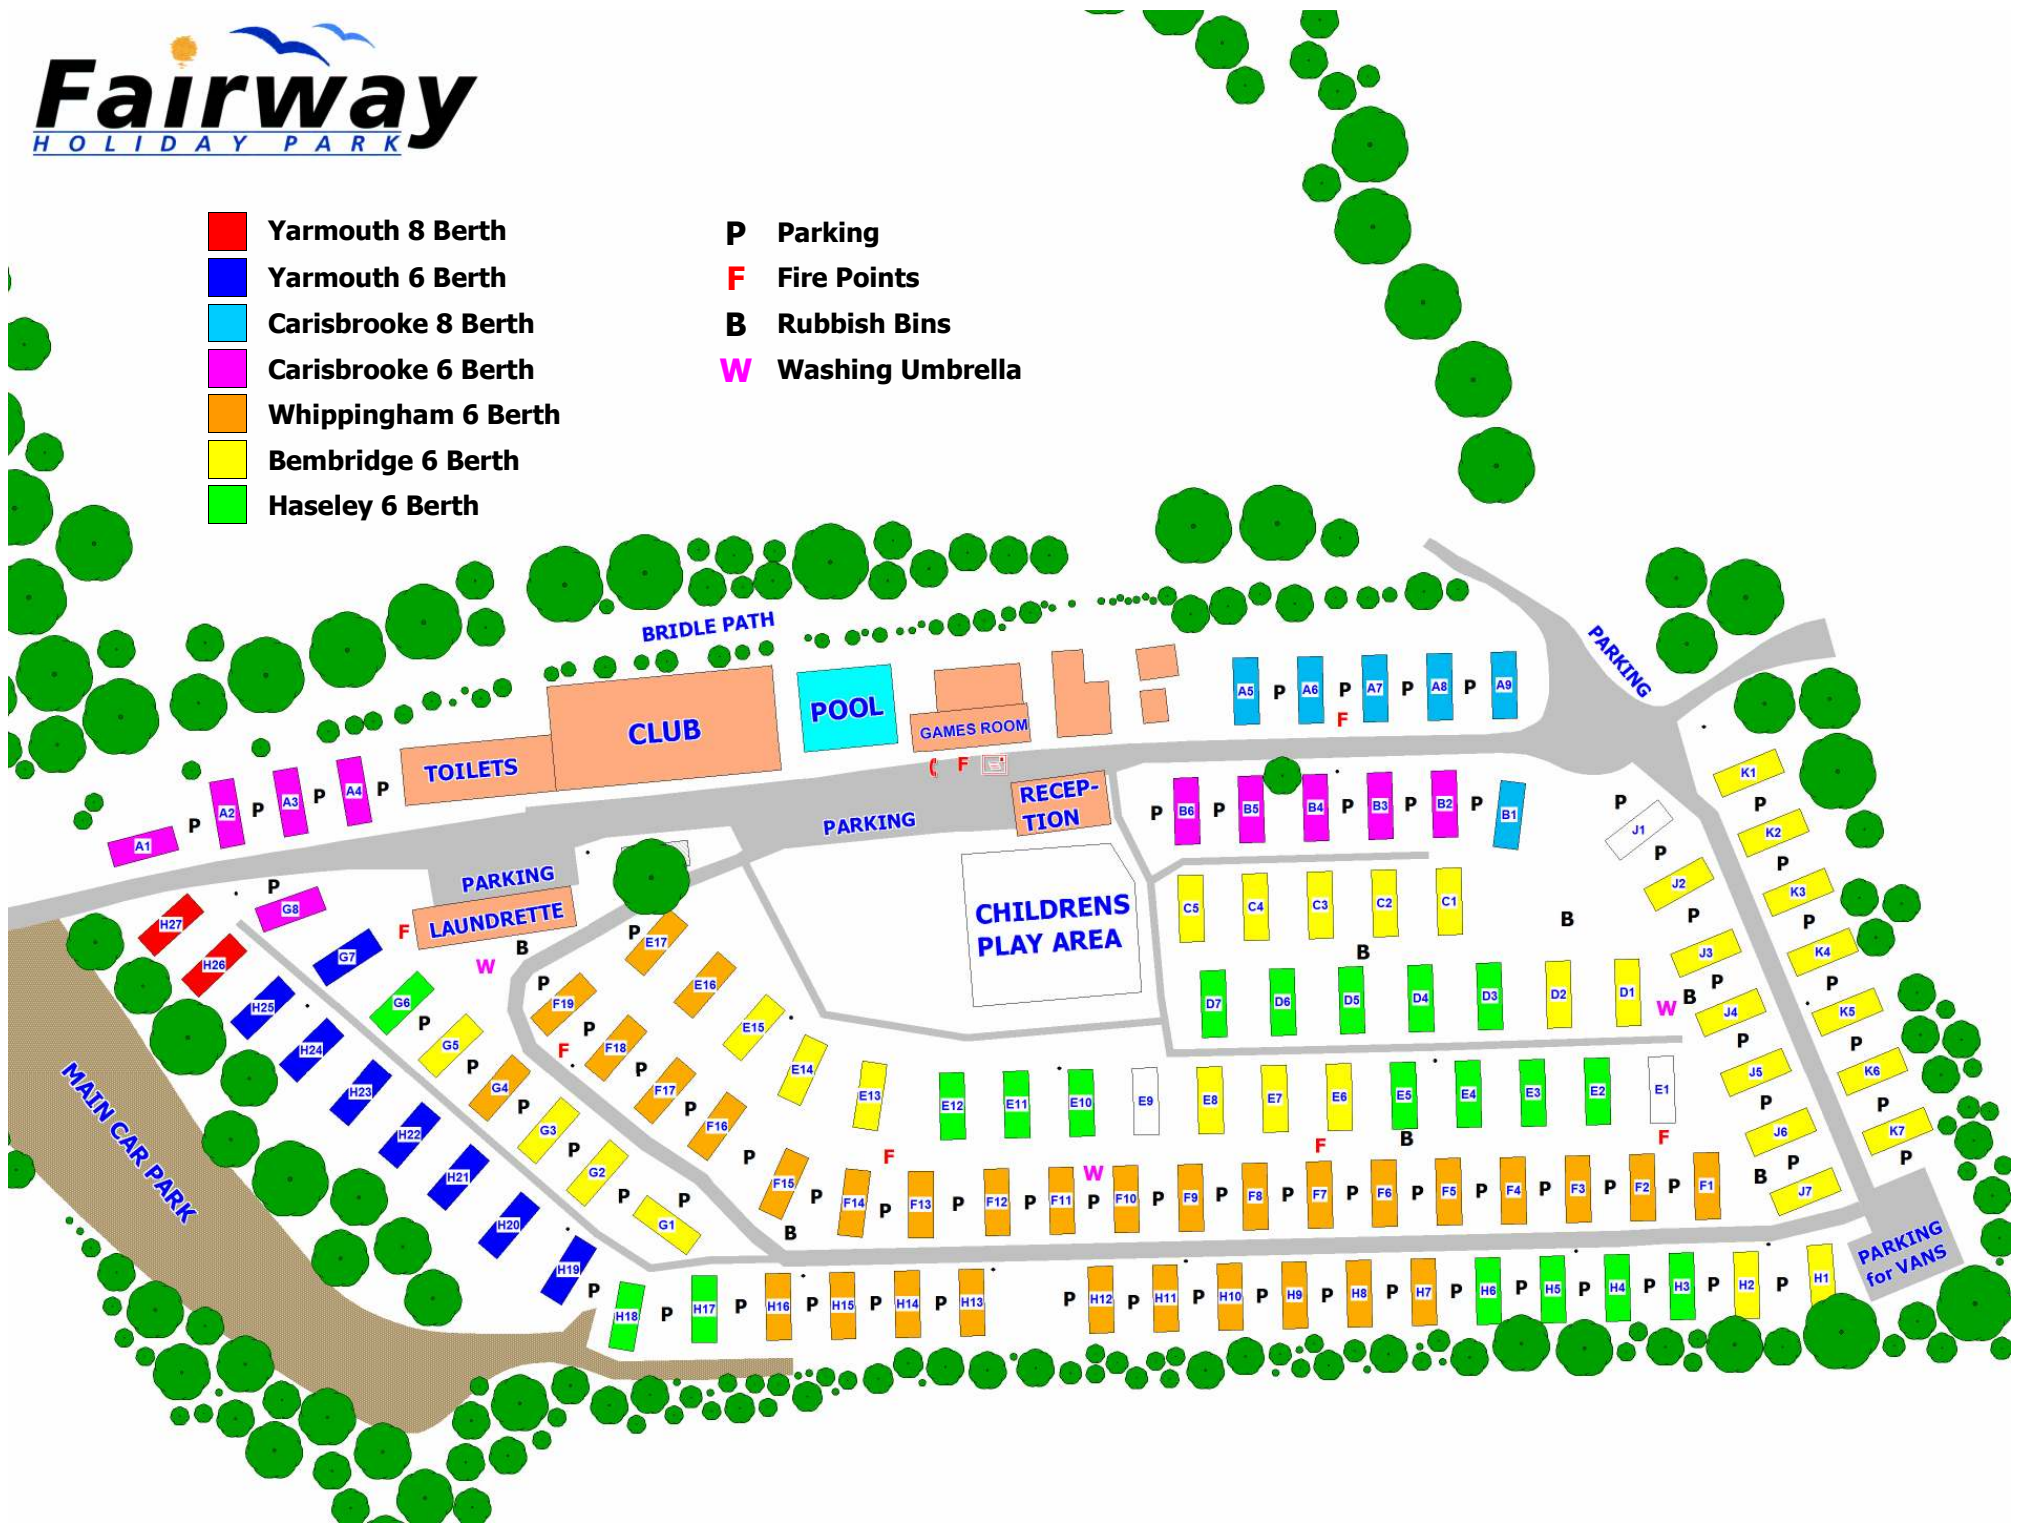 Fairway
HOLIDAY PARK
Yarmouth 8 Berth
Yarmouth 6 Berth
Carisbrooke 8 Berth
Carisbrooke 6 Berth
Whippingham 6 Berth
Bembridge 6 Berth
Haseley 6 Berth
P Parking
F Fire Points
B Rubbish Bins
W Washing Umbrella
BRIDLE PATH
PARKING
TOILETS
CLUB
POOL
GAMES ROOM
A5 P A6 P A7 P A8 P A9
F
F
A1 P A2 P A3 P A4 P
RECEP-
TION
PARKING
P B6 P B5 B4 P B3 P B2 P B1
P J1
K1
P
K2
P
K3
P
K4
P
K5
P
K6
P
K7
P
P
J2
P
J3
P
B
J4
P
J5
P
J6
P
B
J7
PARKING
LAUNDRETTE
F
B
W
CHILDRENS
PLAY AREA
C5 C4 C3 C2 C1
B
B
D7 D6 D5 D4 D3 D2 D1
W
P
G8
G7
G6
P
G5
P
G4
P
G3
P
G2
P
P
G1
H27
H26
H25
H24
H23
H22
H21
H20
H19
P
MAIN CAR PARK
P
E17
E16
E15
E14
E13
E12 E11 E10 E9 E8 E7 E6 E5 E4 E3 E2 E1
P
F19
P
F
F18
P
F17
P
F16
P
F
W
F
B
F
F15 P F14 P F13 P F12 P F11 P F10 P F9 P F8 P F7 P F6 P F5 P F4 P F3 P F2 P F1
B
PARKING
for VANS
H18 P H17 P H16 P H15 P H14 P H13 P H12 P H11 P H10 P H9 P H8 P H7 P H6 P H5 P H4 P H3 P H2 P H1